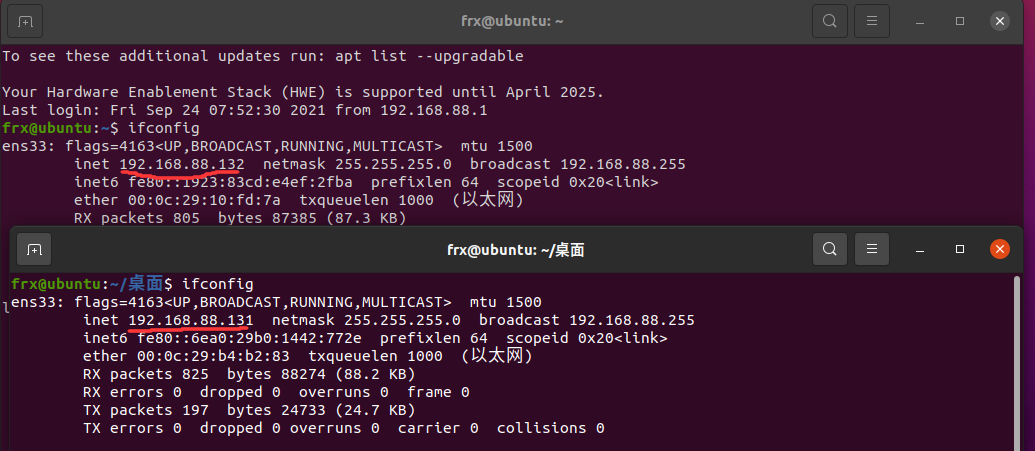 frx@ubuntu: ~
To see these additional updates run: apt list --upgradable
Your Hardware Enablement Stack (HWE) is supported until April 2025.
Last login: Fri Sep 24 07:52:30 2021 from 192.168.88.1
frx@ubuntu:~$ ifconfig
ens33: flags=4163<UP,BROADCAST,RUNNING,MULTICAST>  mtu 1500
        inet 192.168.88.132  netmask 255.255.255.0  broadcast 192.168.88.255
        inet6 fe80::1923:83cd:e4ef:2fba  prefixlen 64  scopeid 0x20<link>
        ether 00:0c:29:10:fd:7a  txqueuelen 1000  (以太网)
        RX packets 805  bytes 87385 (87.3 KB)
l
frx@ubuntu: ~/桌面
frx@ubuntu:~/桌面$ ifconfig
ens33: flags=4163<UP,BROADCAST,RUNNING,MULTICAST>  mtu 1500
        inet 192.168.88.131  netmask 255.255.255.0  broadcast 192.168.88.255
        inet6 fe80::6ea0:29b0:1442:772e  prefixlen 64  scopeid 0x20<link>
        ether 00:0c:29:b4:b2:83  txqueuelen 1000  (以太网)
        RX packets 825  bytes 88274 (88.2 KB)
        RX errors 0  dropped 0  overruns 0  frame 0
        TX packets 197  bytes 24733 (24.7 KB)
        TX errors 0  dropped 0 overruns 0  carrier 0  collisions 0